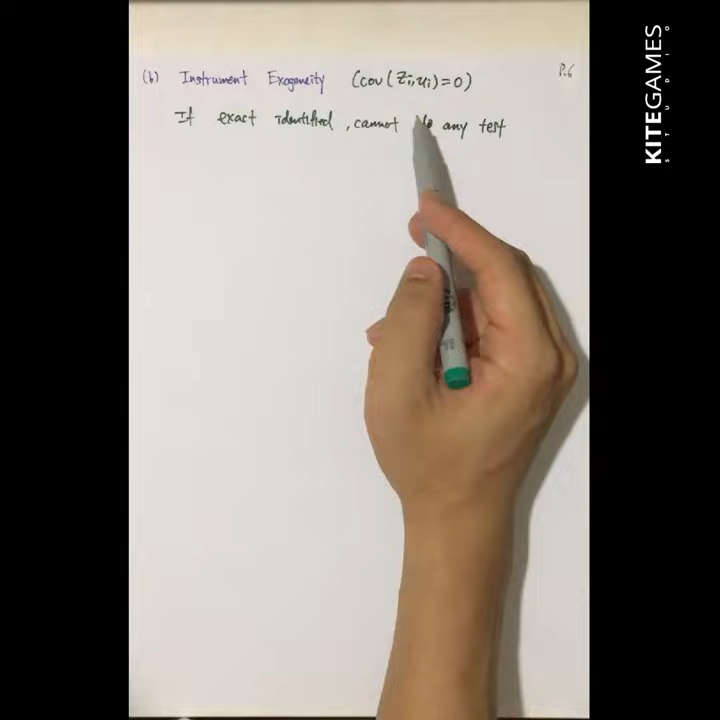 (b) Instrument Exogeneity (cov(Zi,ui)=0)
P.6
If exact identified, cannot any test
KITEGAMES
STUDIO